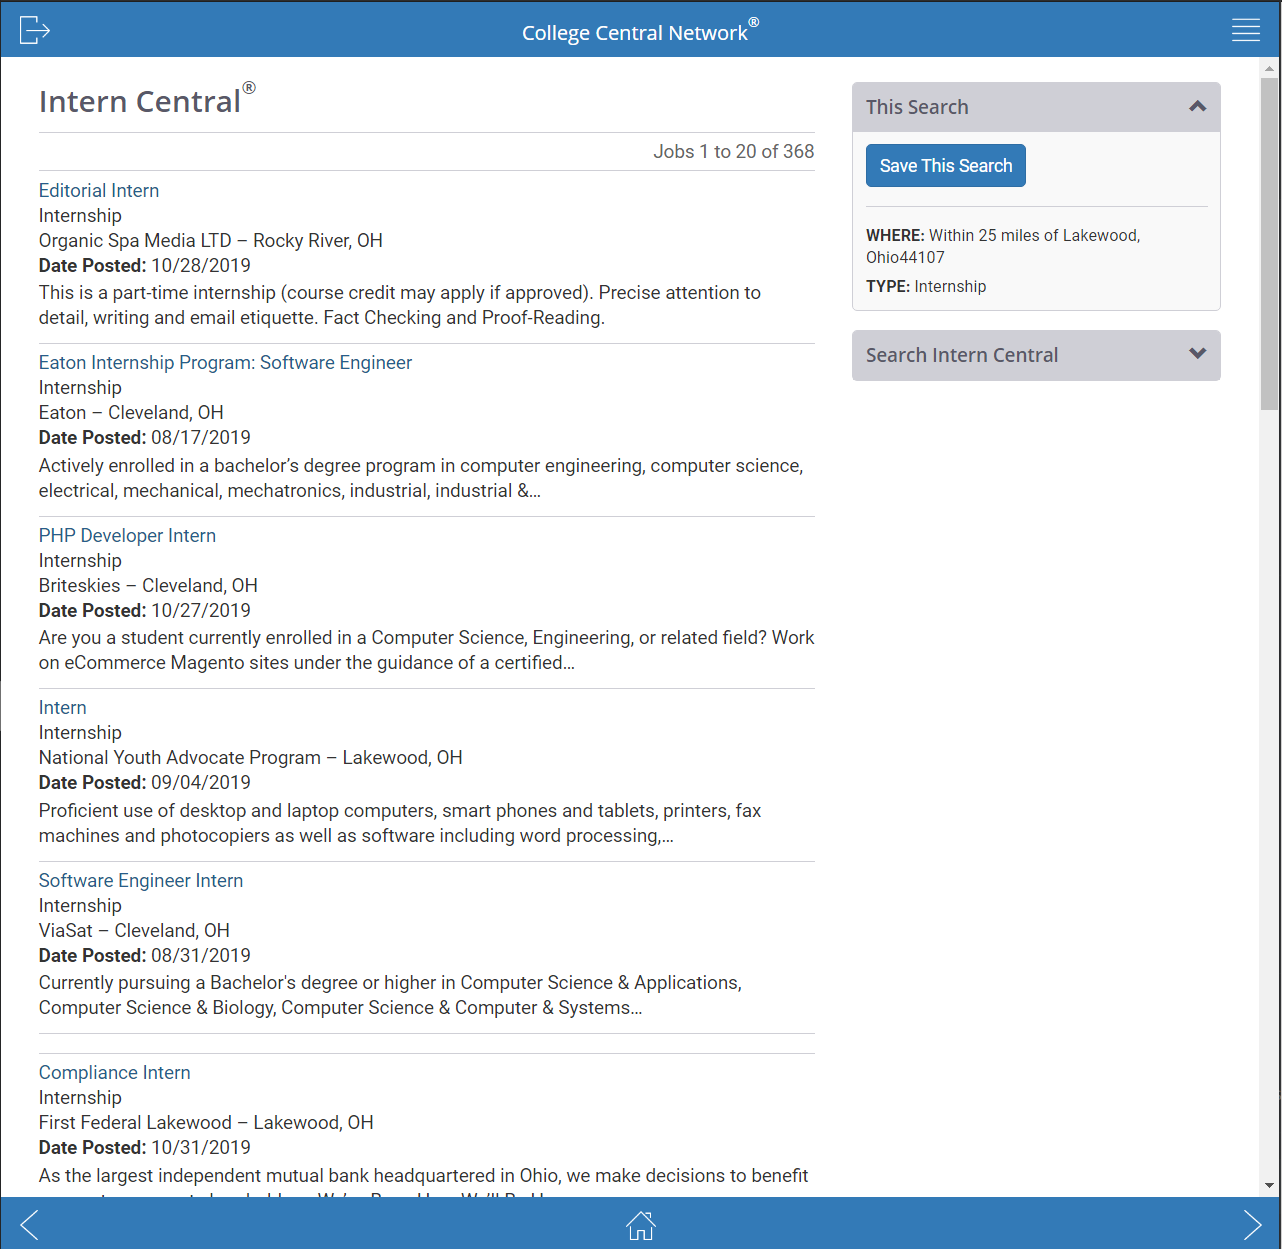 College Central Network®
Intern Central®
Jobs 1 to 20 of 368
Editorial Intern
Internship
Organic Spa Media LTD – Rocky River, OH
Date Posted: 10/28/2019
This is a part-time internship (course credit may apply if approved). Precise attention to
detail, writing and email etiquette. Fact Checking and Proof-Reading.
Eaton Internship Program: Software Engineer
Internship
Eaton – Cleveland, OH
Date Posted: 08/17/2019
Actively enrolled in a bachelor’s degree program in computer engineering, computer science,
electrical, mechanical, mechatronics, industrial, industrial &...
PHP Developer Intern
Internship
Briteskies – Cleveland, OH
Date Posted: 10/27/2019
Are you a student currently enrolled in a Computer Science, Engineering, or related field? Work
on eCommerce Magento sites under the guidance of a certified...
Intern
Internship
National Youth Advocate Program – Lakewood, OH
Date Posted: 09/04/2019
Proficient use of desktop and laptop computers, smart phones and tablets, printers, fax
machines and photocopiers as well as software including word processing,...
Software Engineer Intern
Internship
ViaSat – Cleveland, OH
Date Posted: 08/31/2019
Currently pursuing a Bachelor's degree or higher in Computer Science & Applications,
Computer Science & Biology, Computer Science & Computer & Systems...
Compliance Intern
Internship
First Federal Lakewood – Lakewood, OH
Date Posted: 10/31/2019
As the largest independent mutual bank headquartered in Ohio, we make decisions to benefit
This Search
Save This Search
WHERE: Within 25 miles of Lakewood,
Ohio44107
TYPE: Internship
Search Intern Central